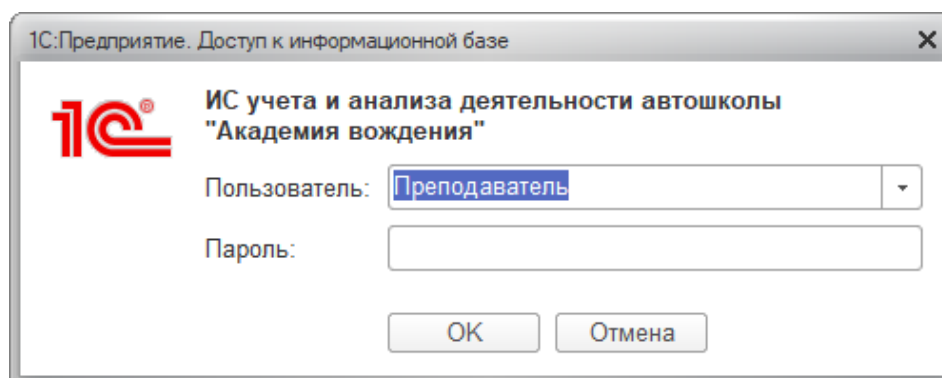 1С:Предприятие. Доступ к информационной базе
1С®
ИС учета и анализа деятельности автошколы
"Академия вождения"
Пользователь: Преподаватель
Пароль:
OK Отмена